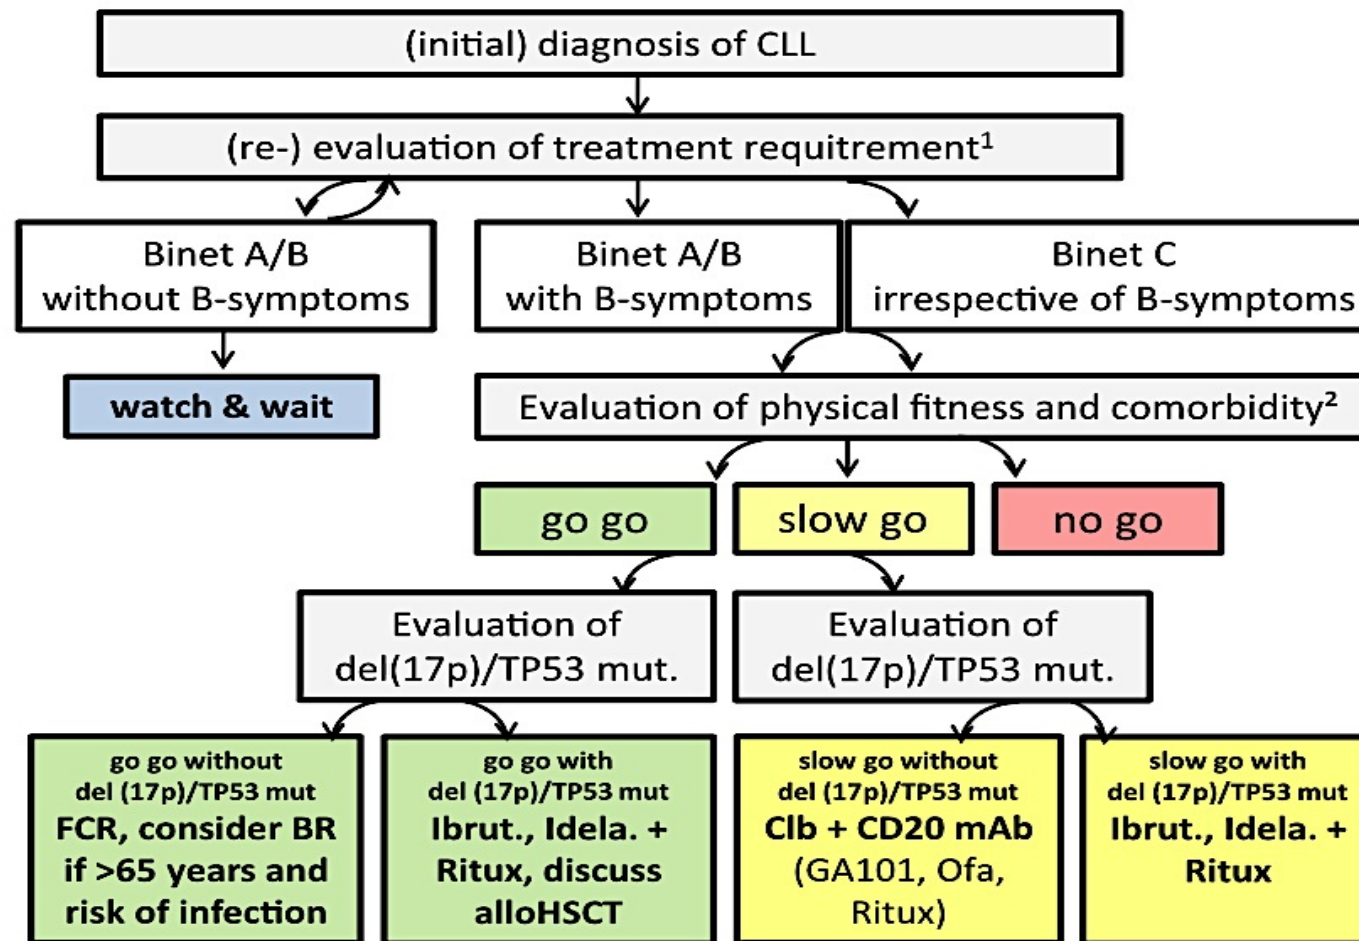 (initial) diagnosis of CLL
(re-) evaluation of treatment requitrement¹
Binet A/B
without B-symptoms
Binet A/B
with B-symptoms
Binet C
irrespective of B-symptoms
watch & wait
Evaluation of physical fitness and comorbidity²
go go
slow go
no go
Evaluation of
del(17p)/TP53 mut.
Evaluation of
del(17p)/TP53 mut.
go go without
del (17p)/TP53 mut
FCR, consider BR
if >65 years and
risk of infection
go go with
del (17p)/TP53 mut
Ibrut., Idela. +
Ritux, discuss
alloHSCT
slow go without
del (17p)/TP53 mut
Clb + CD20 mAb
(GA101, Ofa,
Ritux)
slow go with
del (17p)/TP53 mut
Ibrut., Idela. +
Ritux